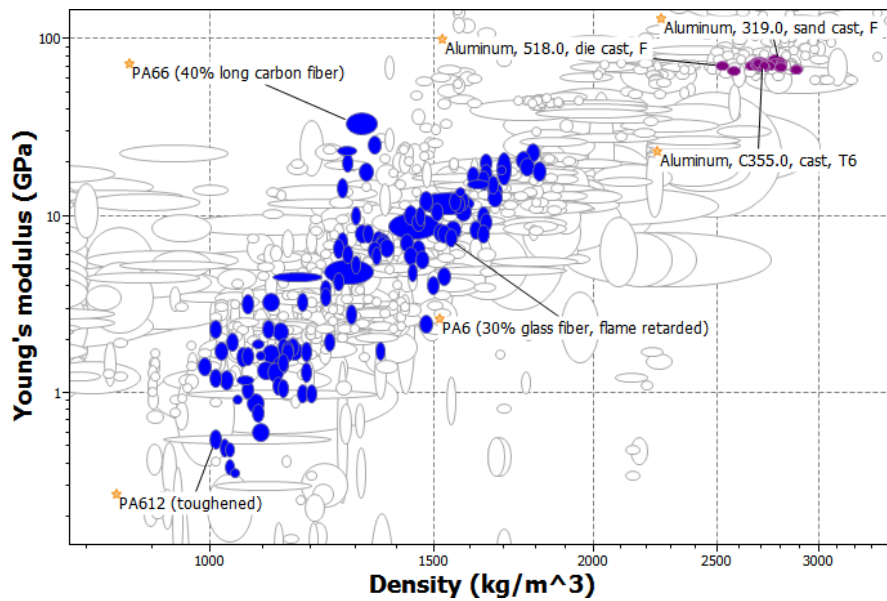 Aluminum, 319.0, sand cast, F
Aluminum, 518.0, die cast, F
PA66 (40% long carbon fiber)
Aluminum, C355.0, cast, T6
PA6 (30% glass fiber, flame retarded)
PA612 (toughened)
Young's modulus (GPa)
100
10
1
1000
1500
2000
2500
3000
Density (kg/m^3)